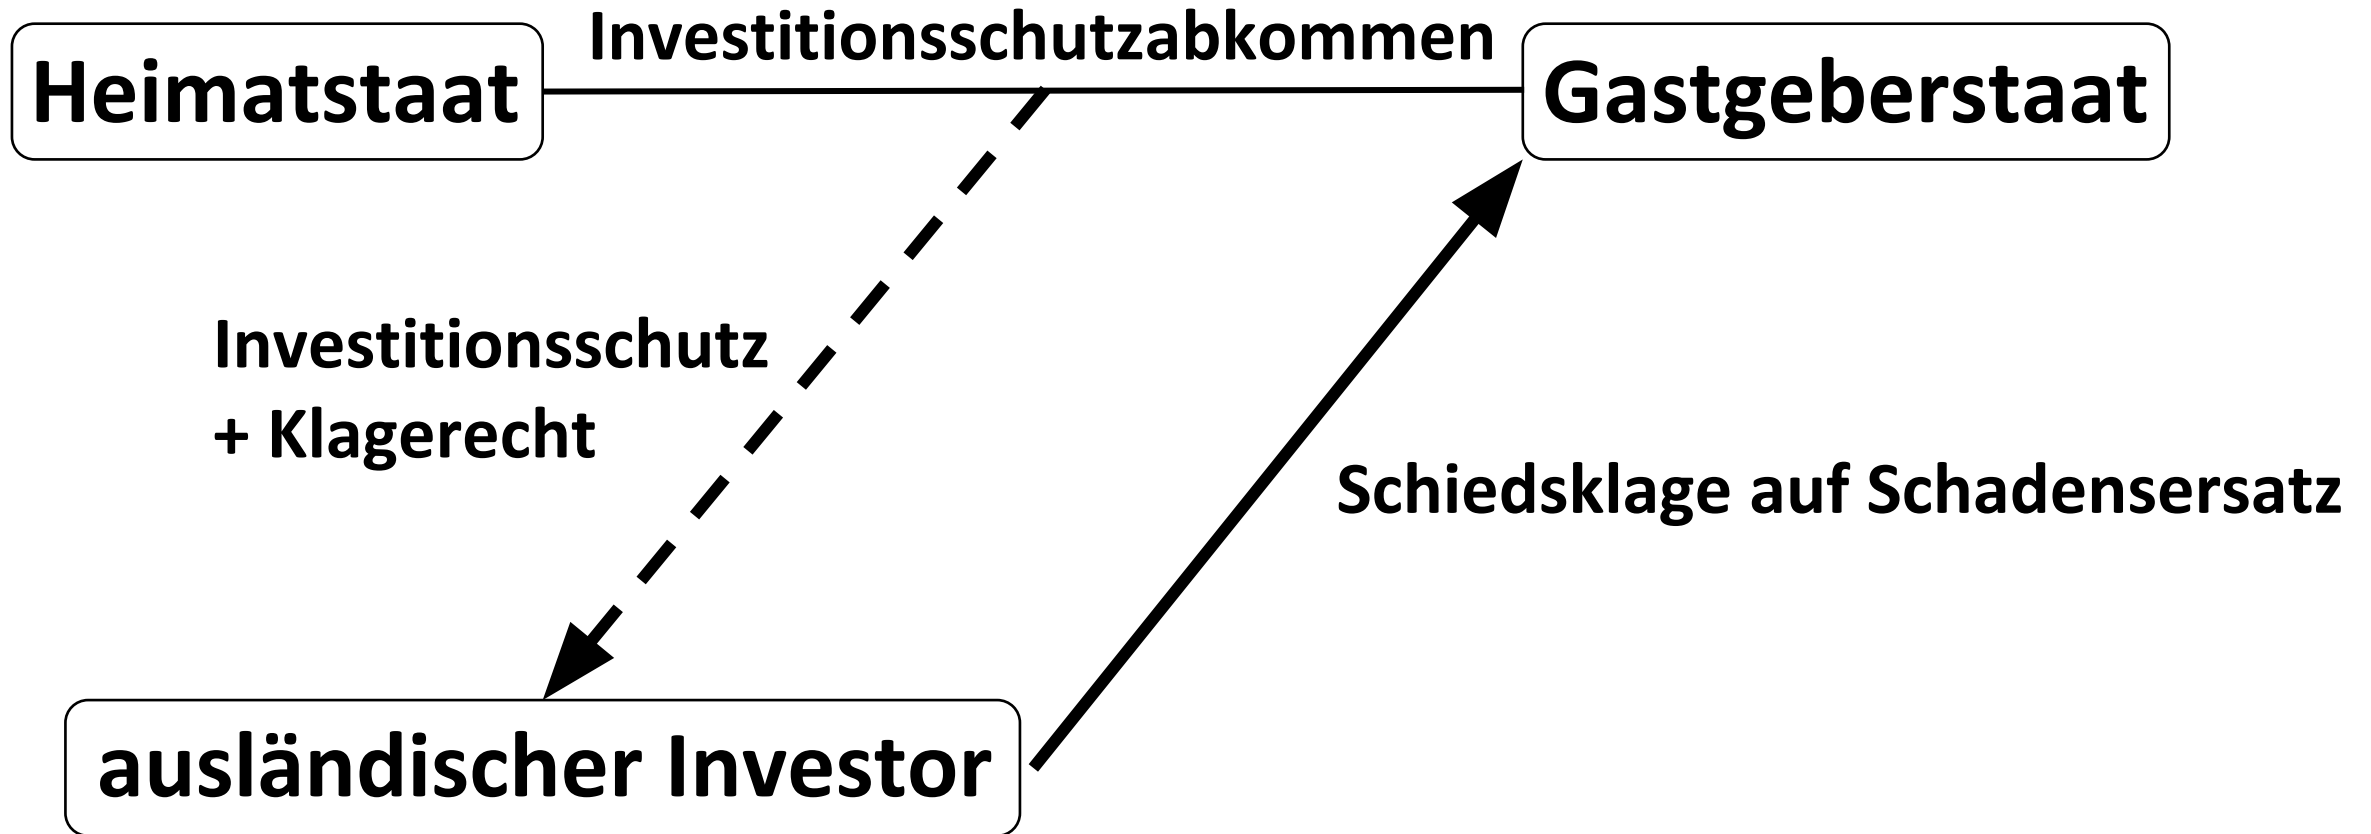 Investitionsschutzabkommen
Heimatstaat
Gastgeberstaat
Investitionsschutz
+ Klagerecht
Schiedsklage auf Schadensersatz
ausländischer Investor